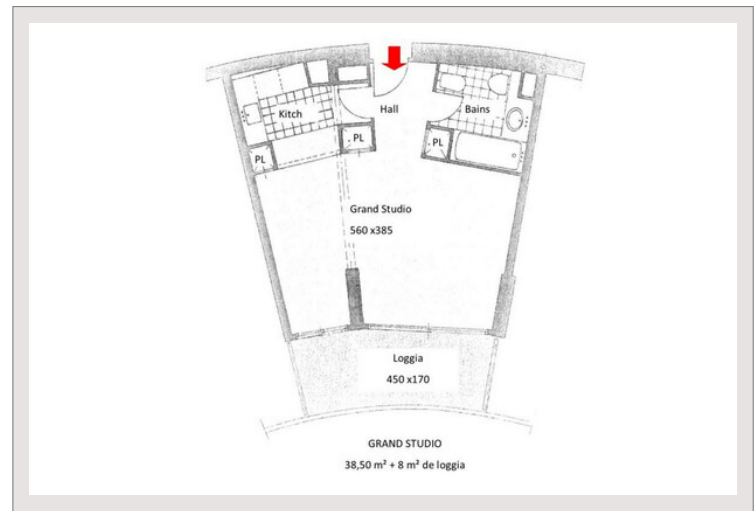 Hall
Kitch
Bains
PL
PL
PL
Grand Studio
560 x385
Loggia
450 x170
GRAND STUDIO
38,50 m² + 8 m² de loggia